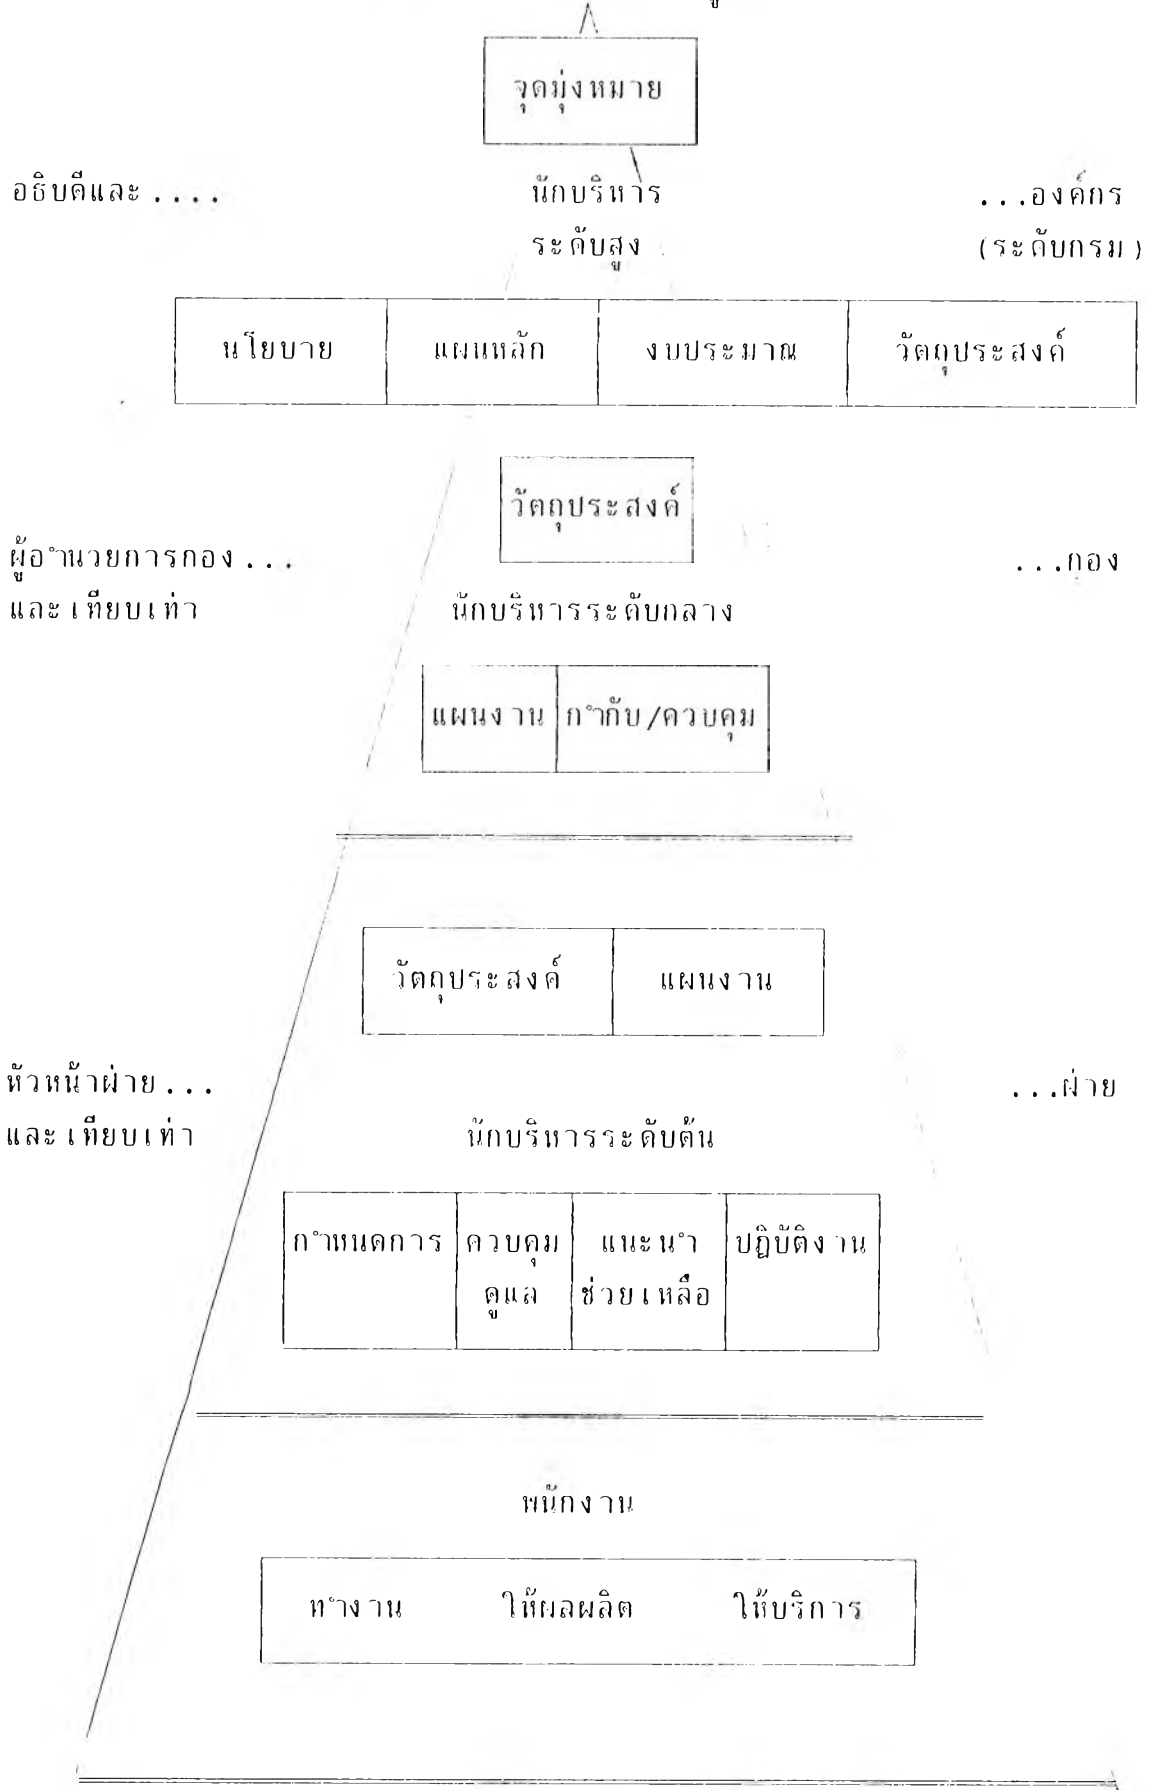 จุดมุ่งหมาย
อธิบดีและ .... นักบริหาร ...องค์กร
ระดับสูง (ระดับกรม)
นโยบาย แผนหลัก งบประมาณ วัตถุประสงค์
วัตถุประสงค์
ผู้อำนวยการกอง... ...กอง
และเทียบเท่า นักบริหารระดับกลาง
แผนงาน กำกับ/ควบคุม
วัตถุประสงค์ แผนงาน
หัวหน้าฝ่าย... ...ฝ่าย
และเทียบเท่า นักบริหารระดับต้น
กำหนดการ ควบคุม แนะนำ ปฏิบัติงาน
ดูแล ช่วยเหลือ
พนักงาน
ทำงาน ให้ผลผลิต ให้บริการ